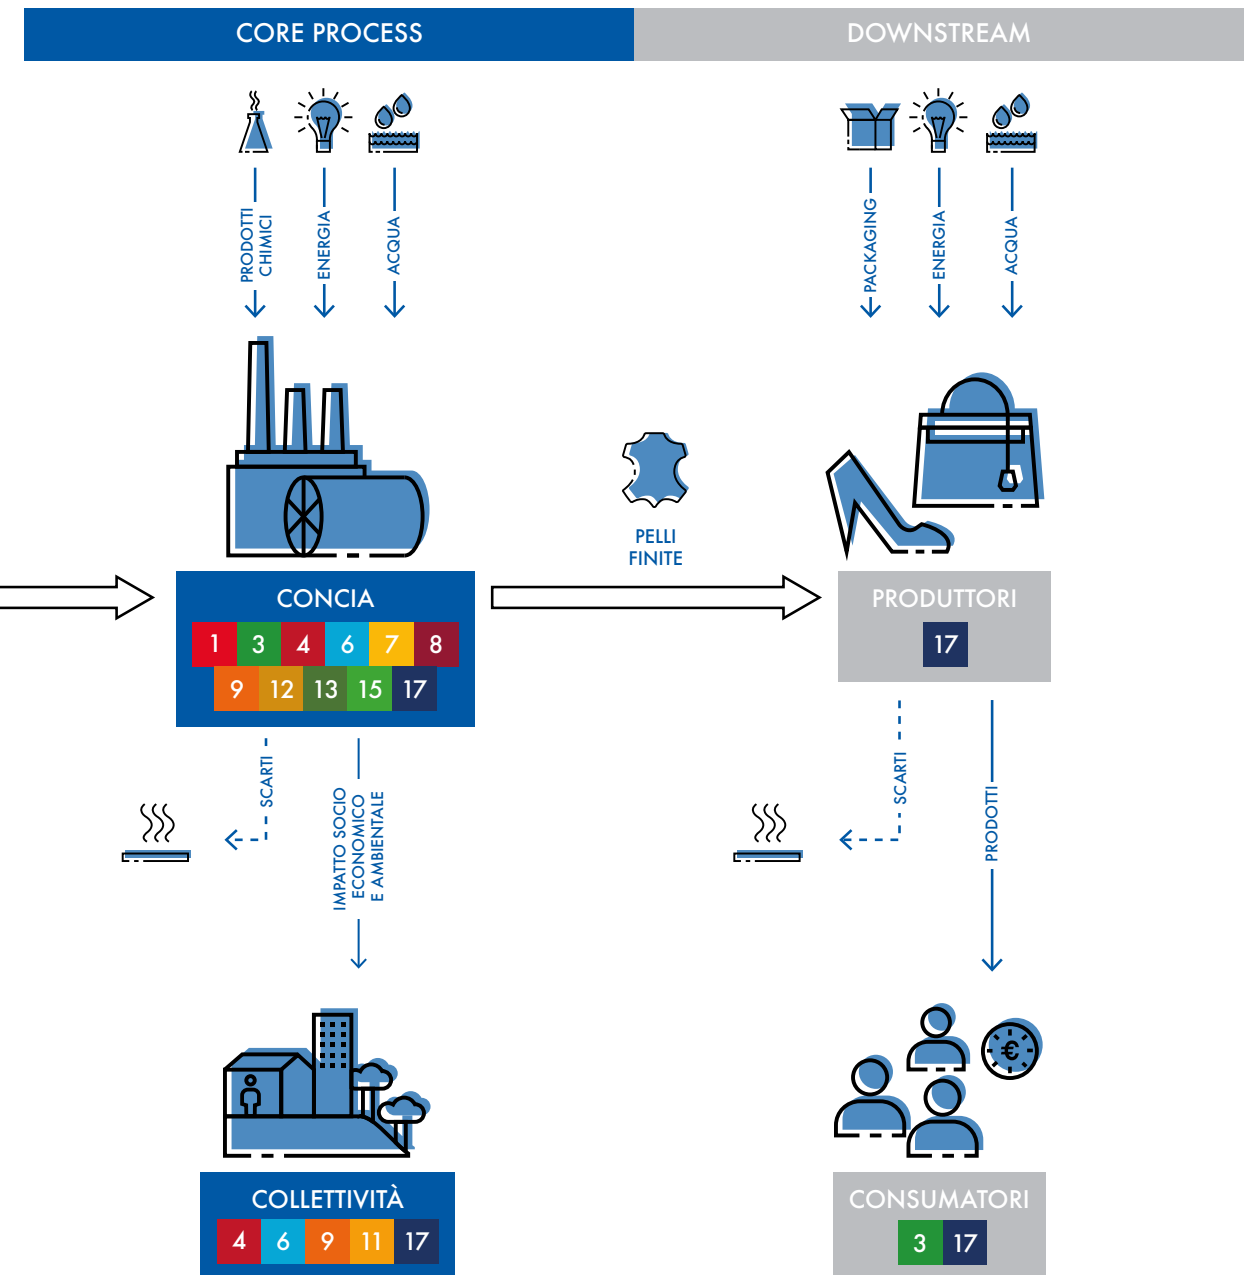 CORE PROCESS
DOWNSTREAM
PRODOTTI
CHIMICI
ENERGIA
ACQUA
PACKAGING
ENERGIA
ACQUA
PELLI
FINITE
CONCIA
1 3 4 6 7 8
9 12 13 15 17
PRODUTTORI
17
SCARTI
IMPATTO SOCIO
ECONOMICO
E AMBIENTALE
SCARTI
PRODOTTI
€
COLLETTIVITÀ
4 6 9 11 17
CONSUMATORI
3 17